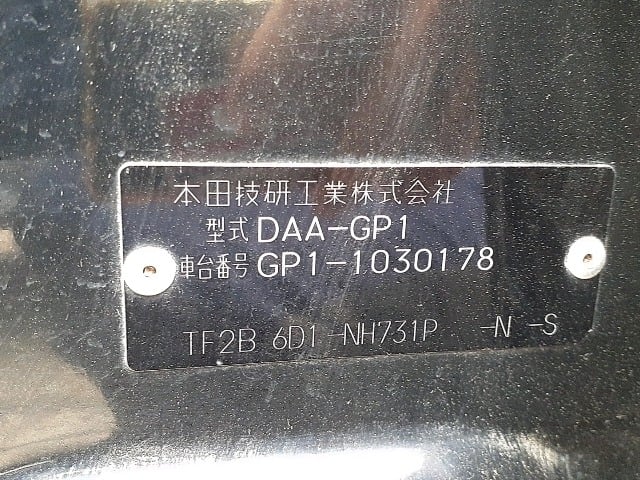 本田技研工業株式会社
型式 DAA-GP1
車台番号 GP1-1030178
TF2B 6D1-NH731P -N -S